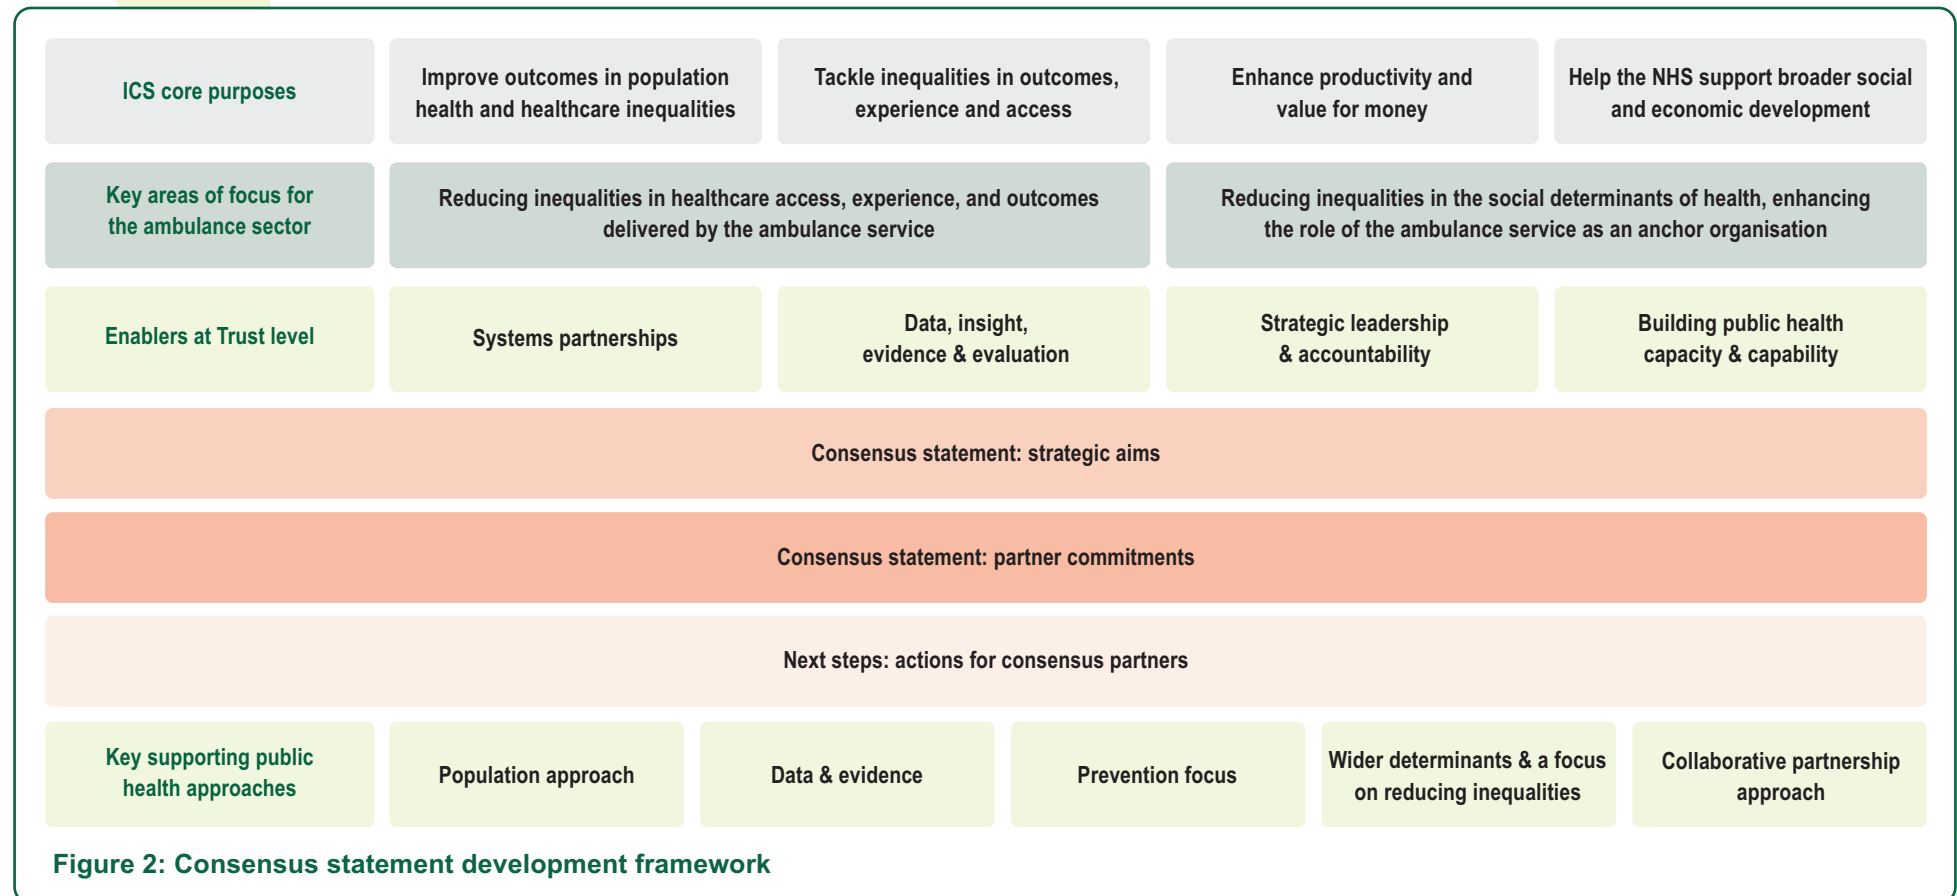 ICS core purposes
Improve outcomes in population
health and healthcare inequalities
Tackle inequalities in outcomes,
experience and access
Enhance productivity and
value for money
Help the NHS support broader social
and economic development
Key areas of focus for
the ambulance sector
Reducing inequalities in healthcare access, experience, and outcomes
delivered by the ambulance service
Reducing inequalities in the social determinants of health, enhancing
the role of the ambulance service as an anchor organisation
Enablers at Trust level
Systems partnerships
Data, insight,
evidence & evaluation
Strategic leadership
& accountability
Building public health
capacity & capability
Consensus statement: strategic aims
Consensus statement: partner commitments
Next steps: actions for consensus partners
Key supporting public
health approaches
Population approach
Data & evidence
Prevention focus
Wider determinants & a focus
on reducing inequalities
Collaborative partnership
approach
Figure 2: Consensus statement development framework